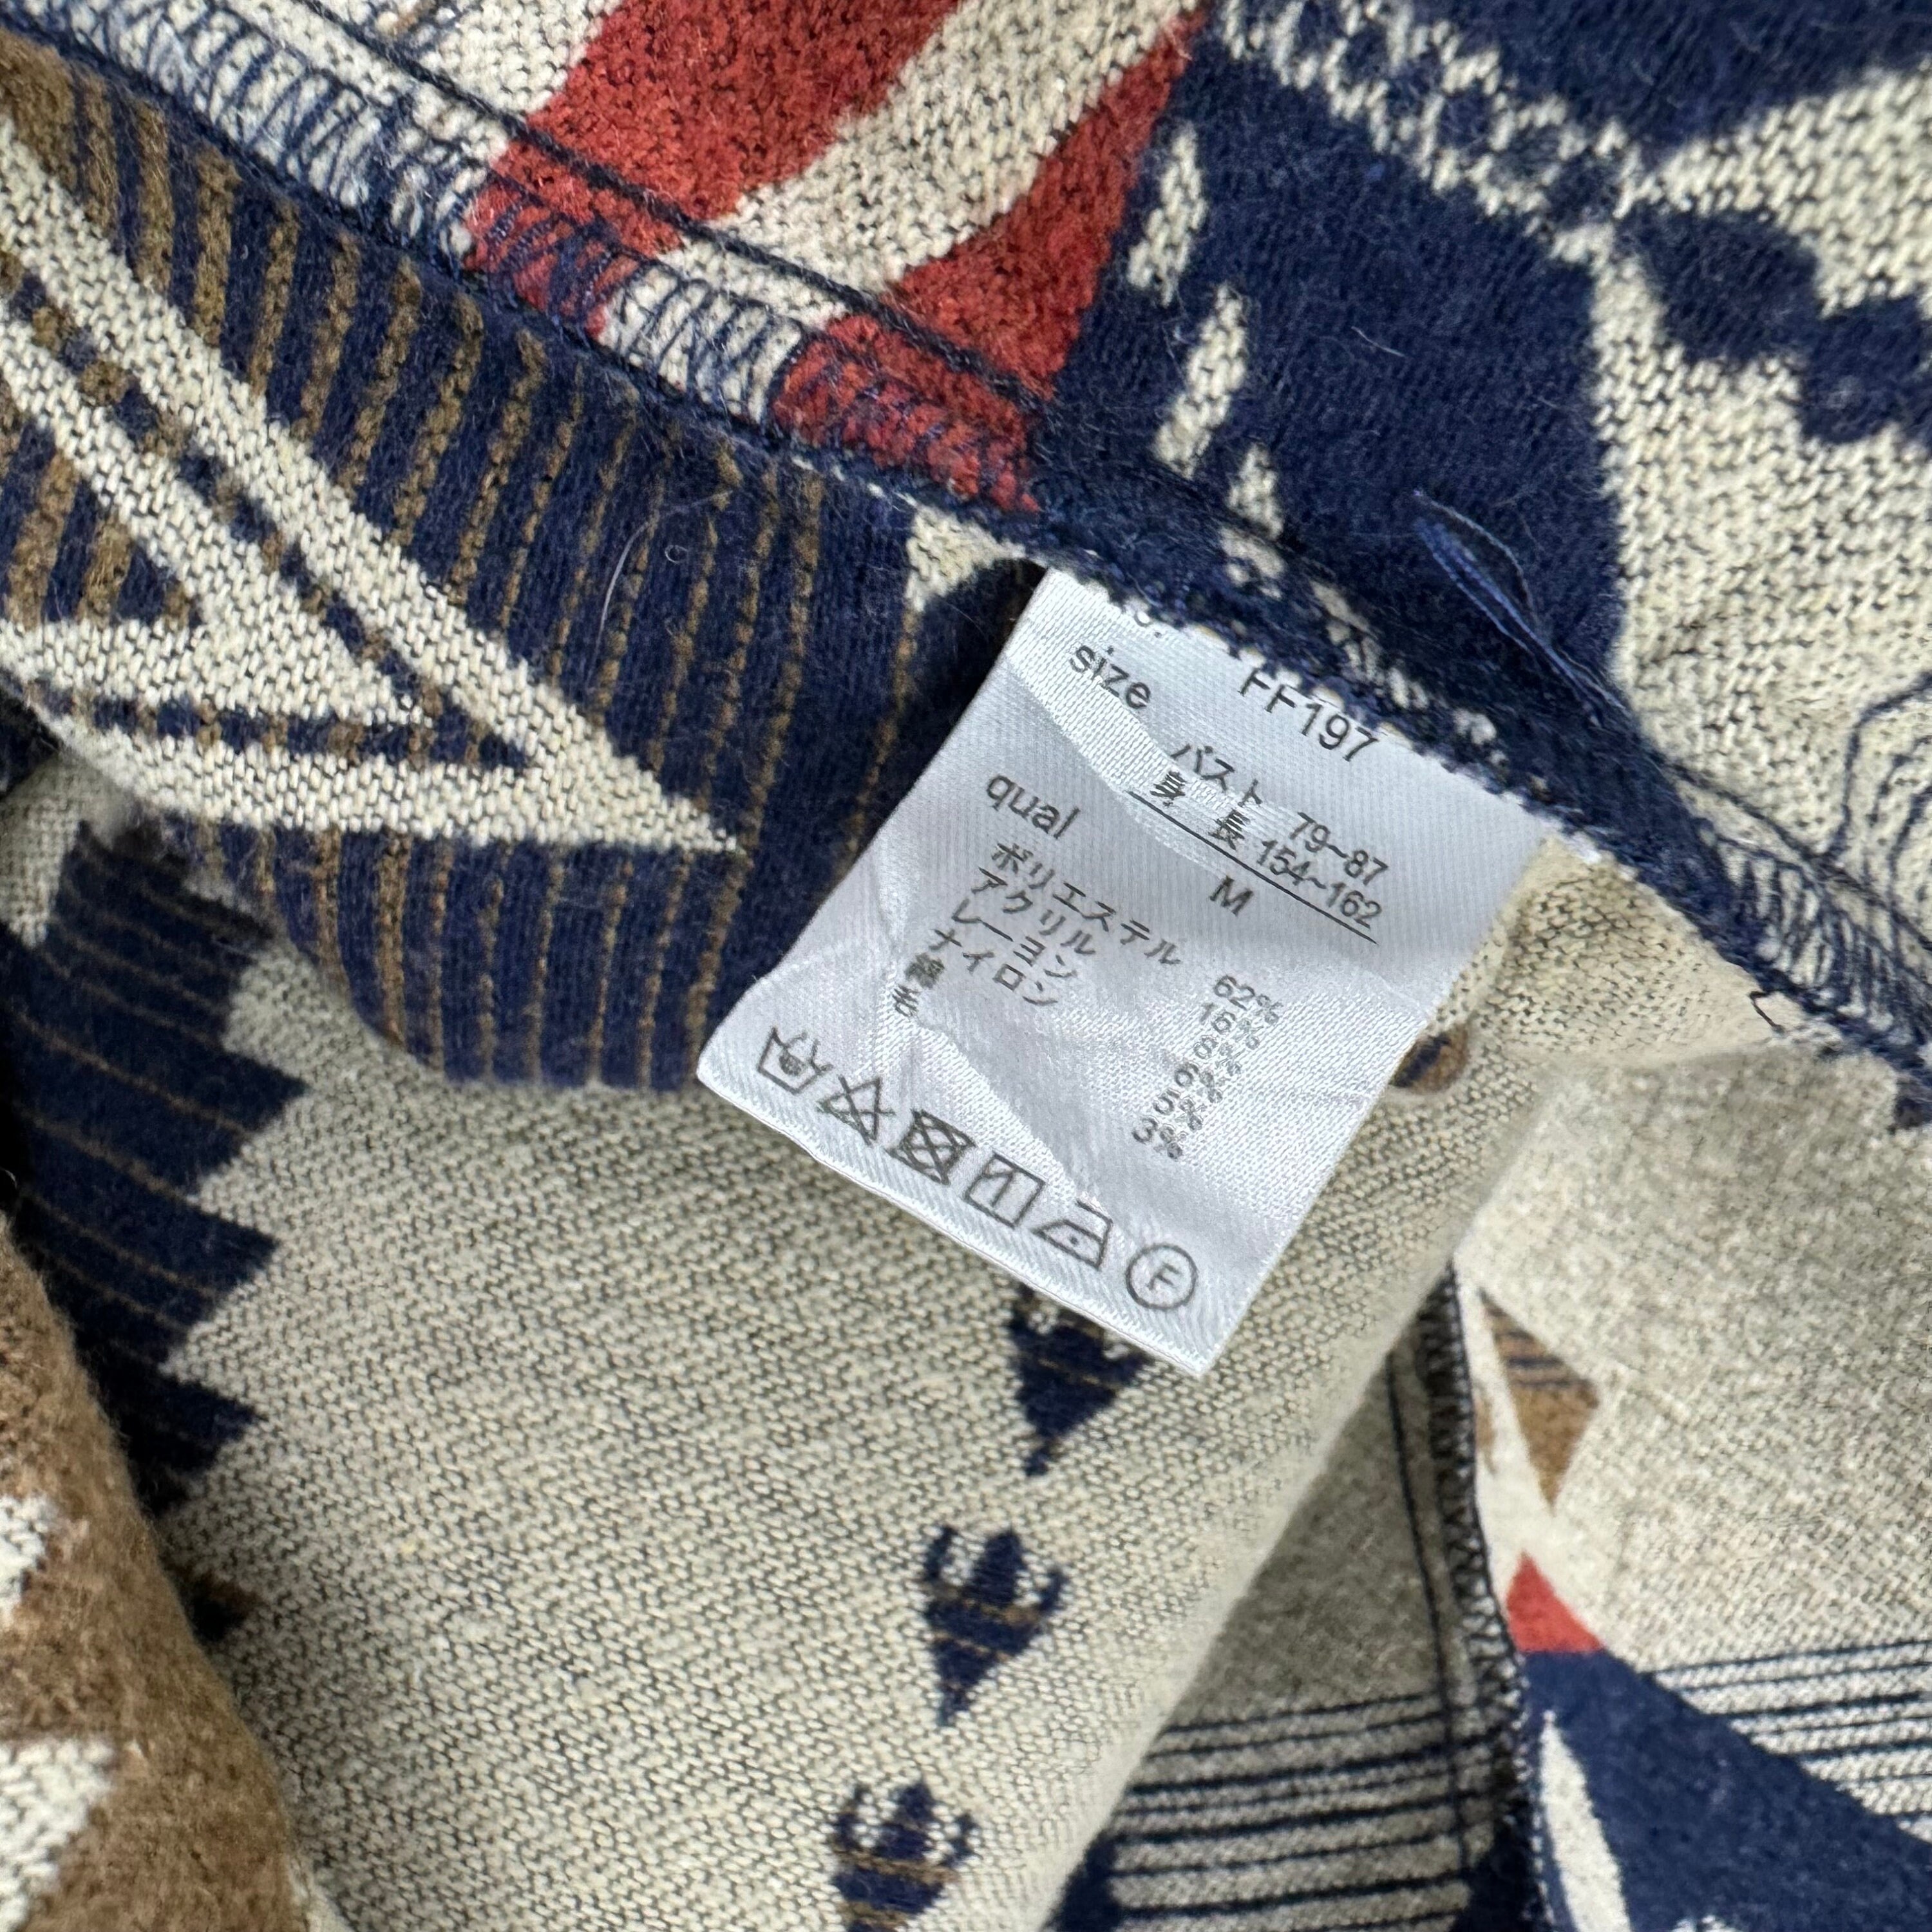 FF197
size
バスト 79~87
身 長 154~162
M
qual
ポリエステル 62%
アクリル 16%
レーヨン 8%
ナイロン 6%
綿 5%
毛 3%
F